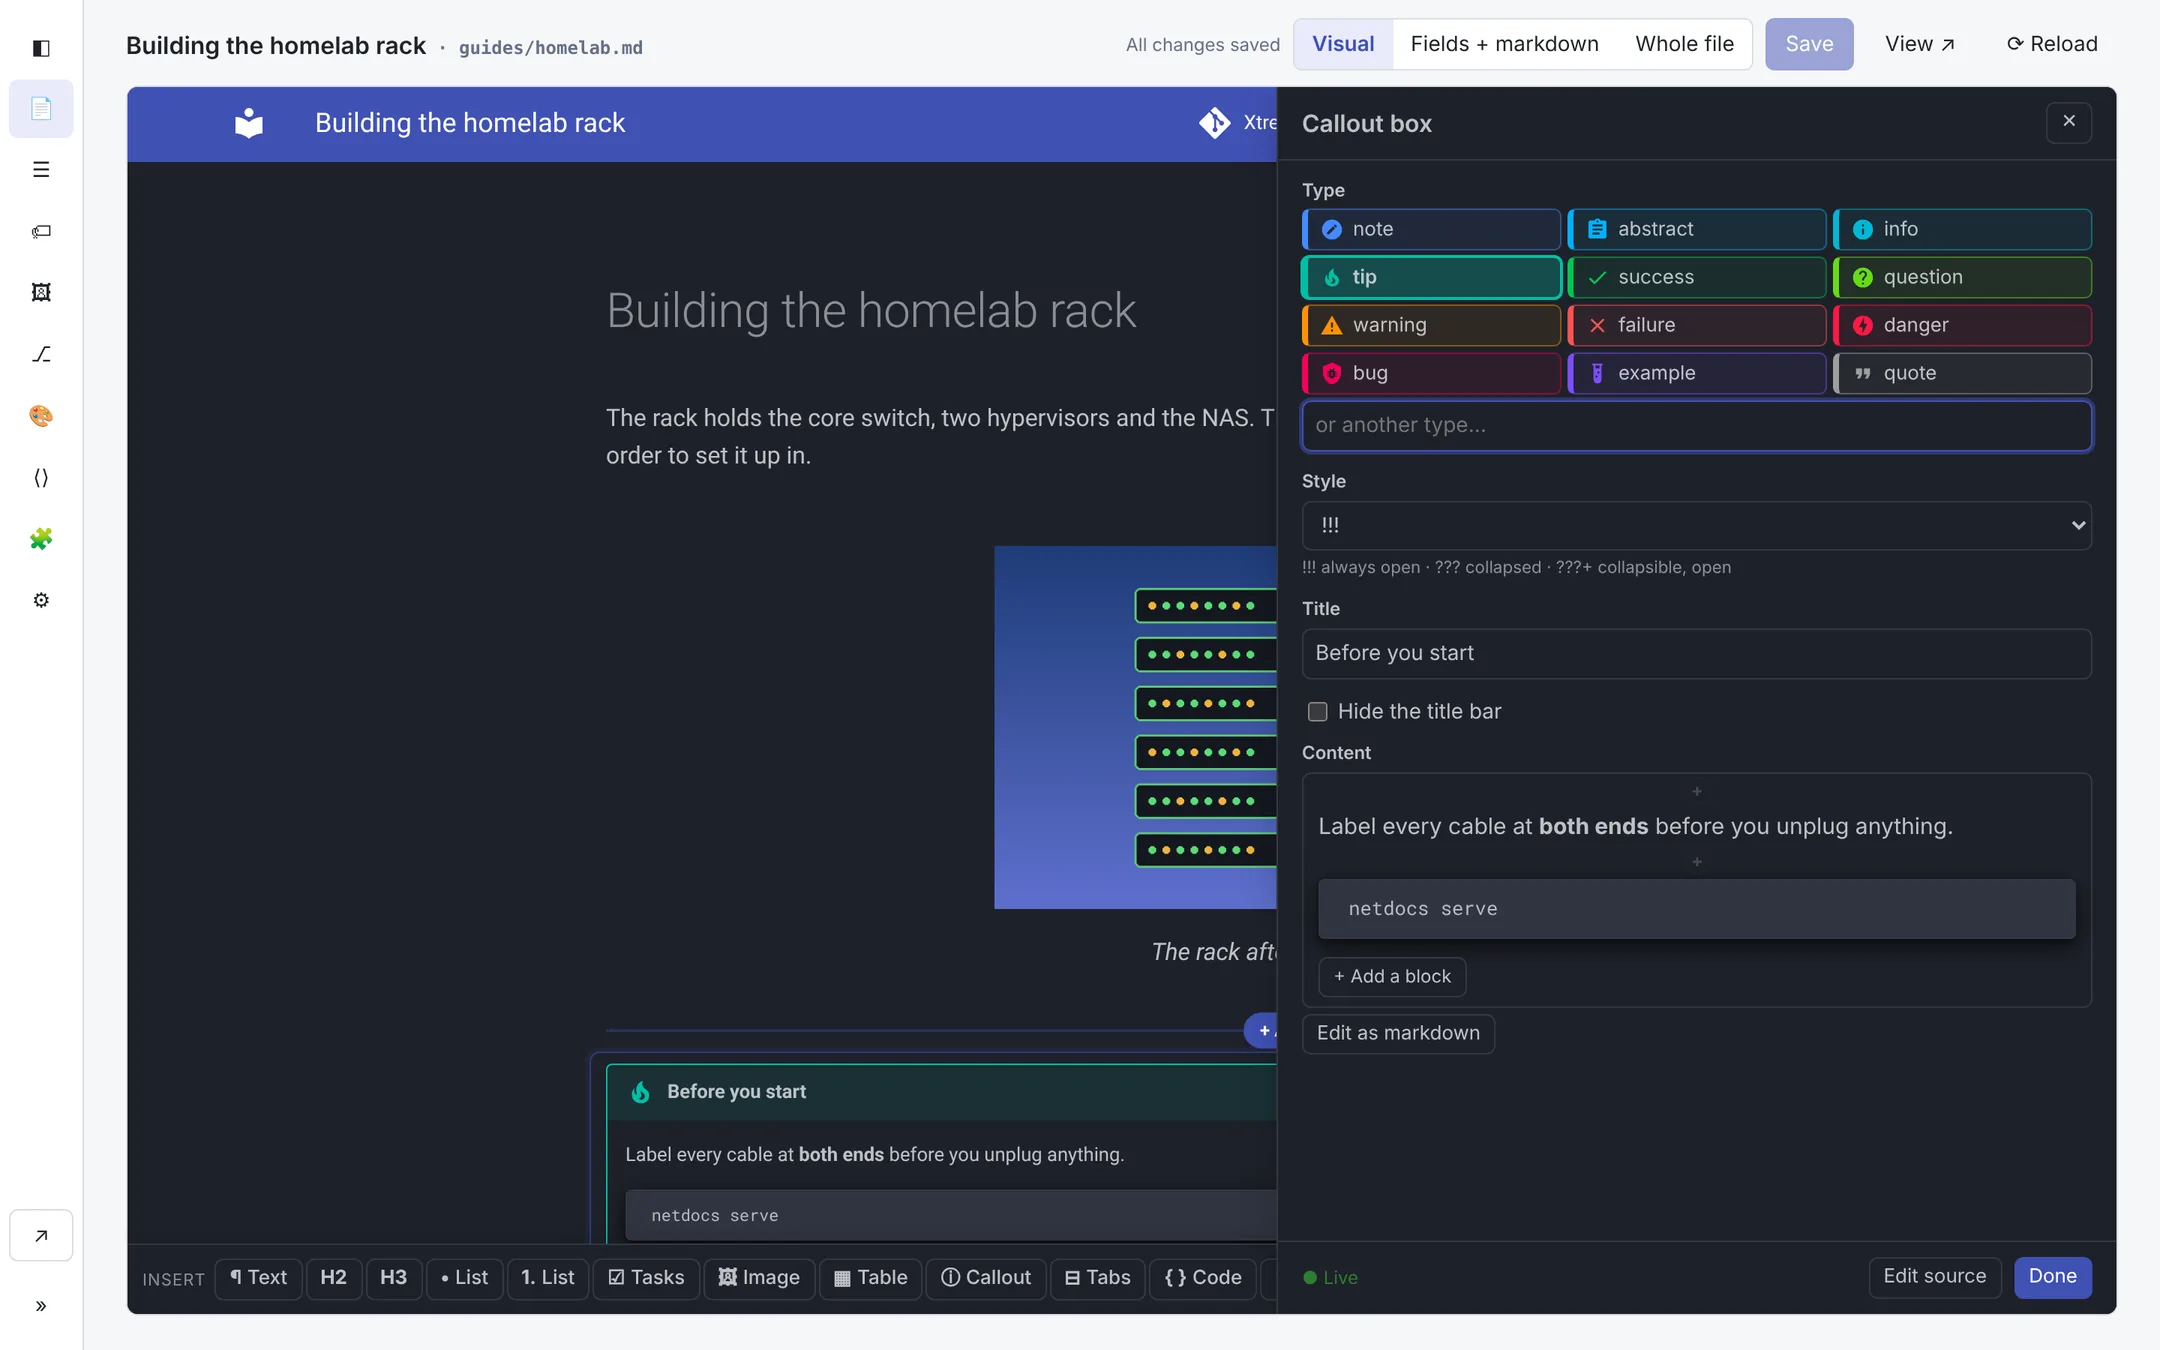 Building the homelab rack · guides/homelab.md
All changes saved
Visual
Fields + markdown
Whole file
Save
View ↗
⟳ Reload
Building the homelab rack
Callout box
×
Type
note
abstract
info
tip
success
question
warning
failure
danger
bug
example
quote
or another type...
Style
!!!
!!! always open · ??? collapsed · ???+ collapsible, open
Title
Before you start
Hide the title bar
Content
+
Label every cable at both ends before you unplug anything.
+
netdocs serve
+ Add a block
Edit as markdown
Live
Edit source
Done
Building the homelab rack
The rack holds the core switch, two hypervisors and the NAS.
order to set it up in.
The rack
+
Before you start
Label every cable at both ends before you unplug anything.
netdocs serve
INSERT
¶ Text
H2
H3
• List
1. List
☑ Tasks
Image
Table
Callout
Tabs
{ } Code